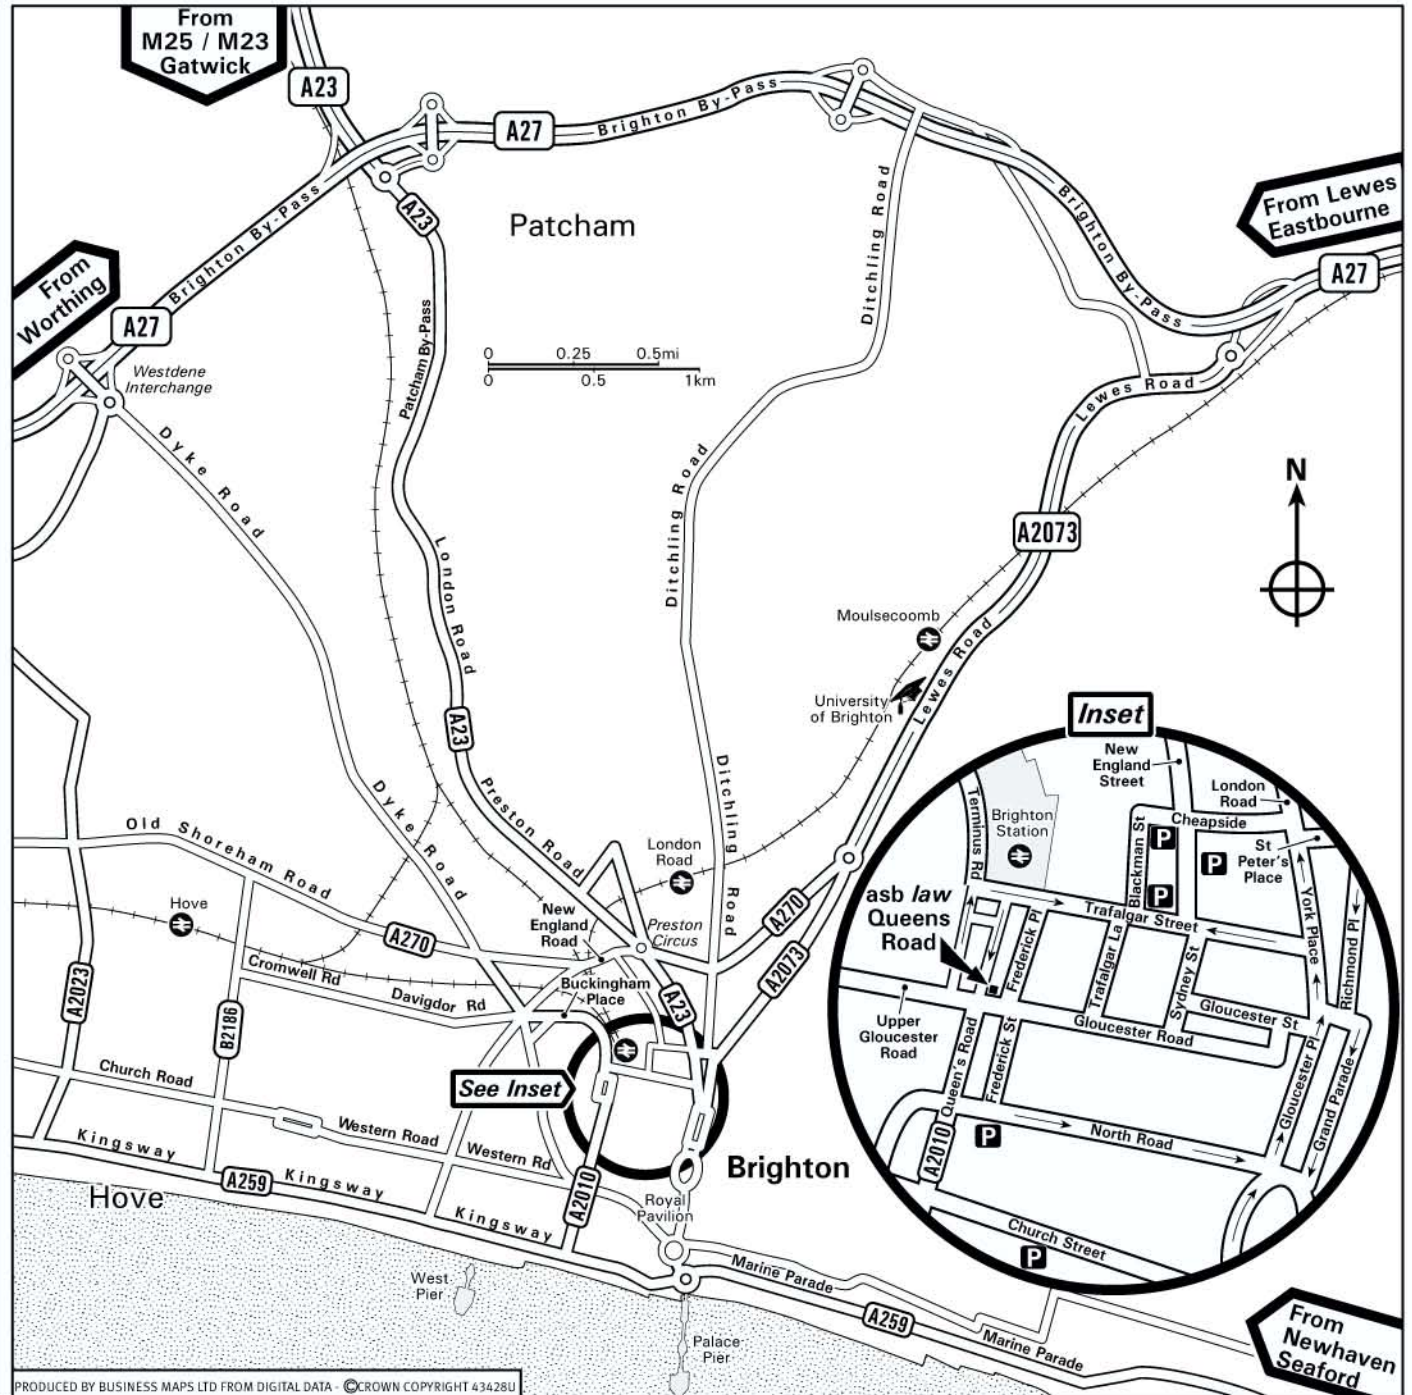 From
M25 / M23
Gatwick
A23
A27
Brighton By-Pass
Brighton By-Pass
A23
Patcham
Ditchling Road
Brighton By-Pass
From Lewes
Eastbourne
A27
From
Worthing
A27
Westdene
Interchange
Patcham By-Pass
0 0.25 0.5mi
0 0.5 1km
Lewes Road
Dyke Road
Ditchling Road
N
A2073
London Road
Moulsecoomb
University
of Brighton
Lewes Road
A23
Preston Road
Dyke Road
Ditchling Road
Old Shoreham Road
London
Road
Hove
A270
New
England
Road
Preston
Circus
A270
A2073
Cromwell Rd
Davigdor Rd
Buckingham
Place
A23
A2023
B2186
Church Road
See Inset
Western Road
Western Rd
Kingsway
A259
Kingsway
Kingsway
A2010
Brighton
Hove
Royal
Pavilion
West
Pier
Palace
Pier
Marine Parade
A259
Marine Parade
From
Newhaven
Seaford
Inset
New
England
Street
London
Road
Terminus Rd
Brighton
Station
Blackman St
Cheapside
P
P
P
St
Peter's
Place
asb law
Queens
Road
Trafalgar Street
Frederick Pl
Trafalgar La
Sydney St
York Place
Richmond Pl
Gloucester St
Upper
Gloucester
Road
Gloucester Road
Queen's Road
Frederick St
Gloucester Pl
Grand Parade
A2010
P
North Road
Church Street
P
PRODUCED BY BUSINESS MAPS LTD FROM DIGITAL DATA - ©CROWN COPYRIGHT 43428U